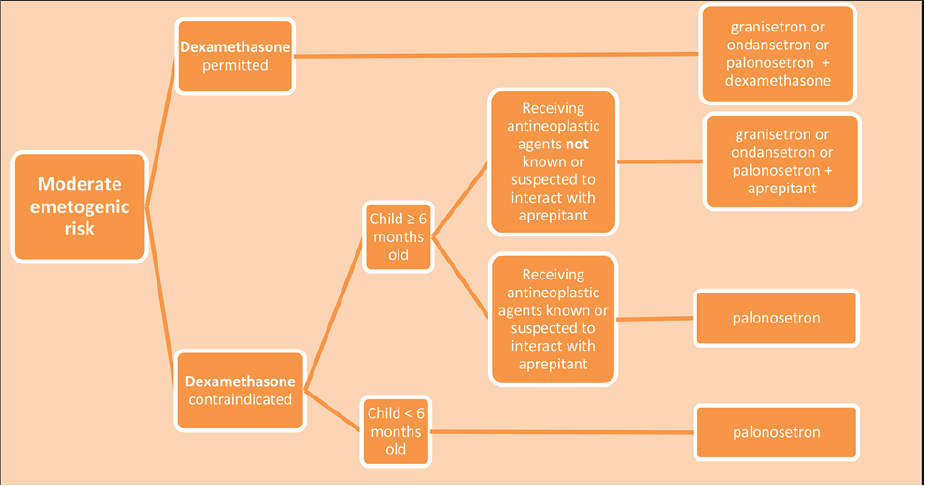 Dexamethasone
permitted
granisetron or
ondansetron or
palonosetron +
dexamethasone
Moderate
emetogenic
risk
Receiving
antineoplastic
agents not
known or
suspected to
interact with
aprepitant
granisetron or
ondansetron or
palonosetron +
aprepitant
Child ≥ 6
months
old
Receiving
antineoplastic
agents known or
suspected to
interact with
aprepitant
palonosetron
Dexamethasone
contraindicated
Child < 6
months
old
palonosetron